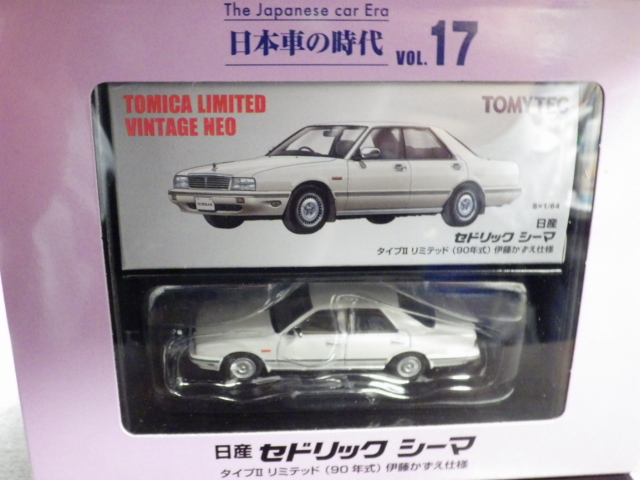 The Japanese car Era
日本車の時代 VOL. 17
TOMICA LIMITED
VINTAGE NEO
TOMYTEC
S=1/64
日産
セドリック シーマ
タイプII リミテッド（90年式）伊藤かずえ仕様
日産 セドリック シーマ
タイプII リミテッド（90年式）伊藤かずえ仕様